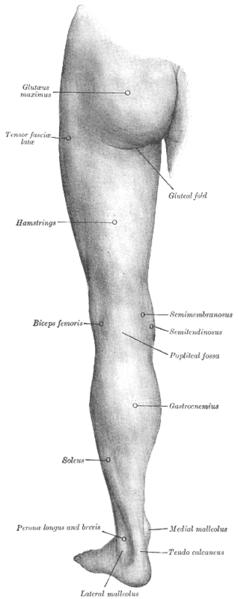 Glutæus
maximus
Tensor fasciæ
latæ
Gluteal fold
Hamstrings
Semimembranosus
Biceps femoris
Semitendinosus
Popliteal fossa
Gastrocnemius
Soleus
Peronæi longus and brevis
Medial malleolus
Tendo calcaneus
Lateral malleolus